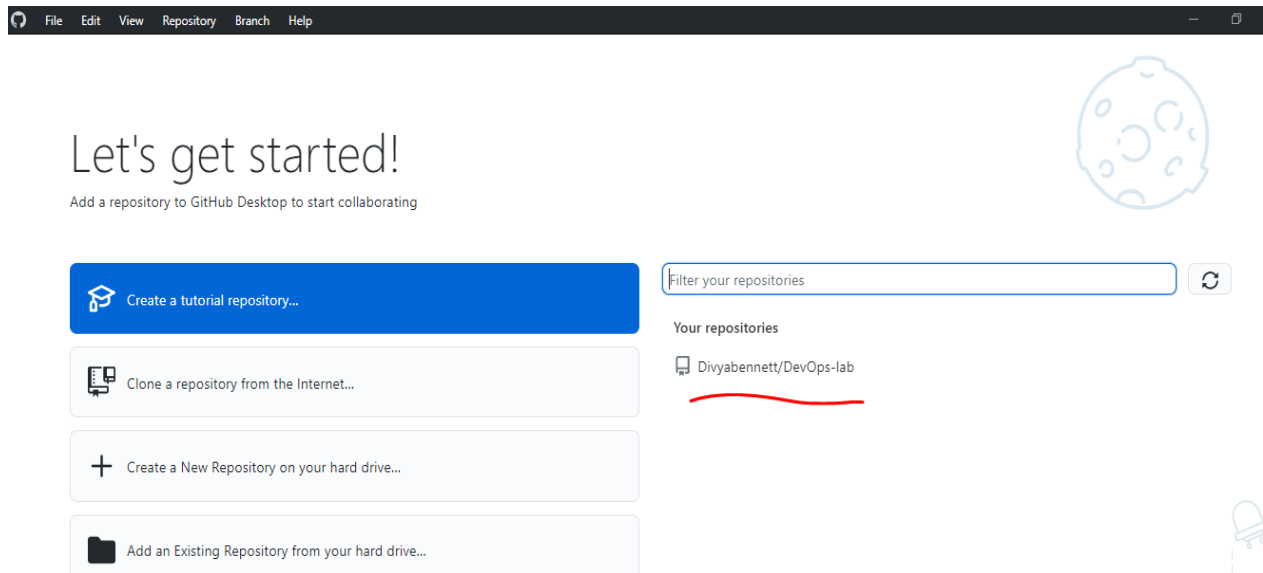 File Edit View Repository Branch Help
Let's get started!
Add a repository to GitHub Desktop to start collaborating
Create a tutorial repository...
Clone a repository from the Internet...
Create a New Repository on your hard drive...
Add an Existing Repository from your hard drive...
Filter your repositories
Your repositories
Divyabennett/DevOps-lab